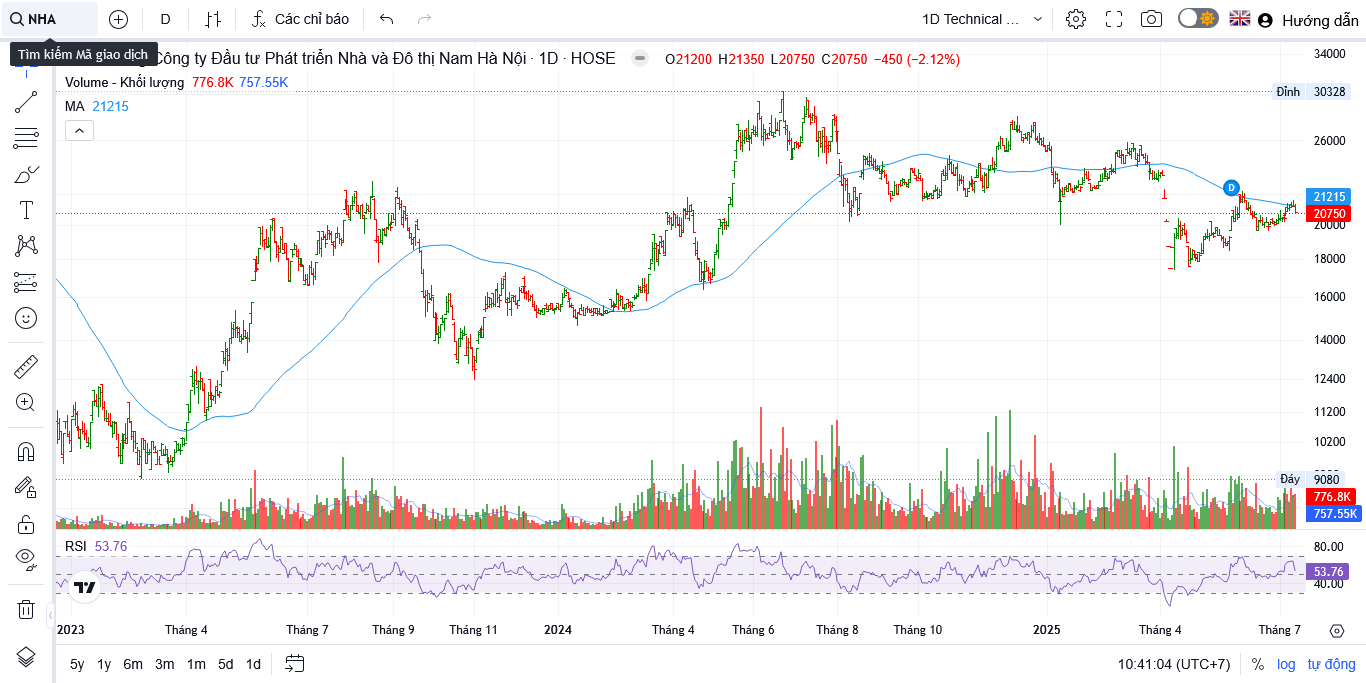 NHA
D
Các chỉ báo
1D Technical ...
Hướng dẫn
Tìm kiếm Mã giao dịch
Công ty Đầu tư Phát triển Nhà và Đô thị Nam Hà Nội · 1D · HOSE
O21200 H21350 L20750 C20750 −450 (−2.12%)
Volume - Khối lượng 776.8K 757.55K
MA 21215
34000
Đỉnh 30328
26000
D
21215
20750
20000
18000
16000
14000
12400
11200
10200
Đáy 9080
776.8K
757.55K
RSI 53.76
80.00
53.76
40.00
2023 Tháng 4 Tháng 7 Tháng 9 Tháng 11 2024 Tháng 4 Tháng 6 Tháng 8 Tháng 10 2025 Tháng 4 Tháng 7
5y 1y 6m 3m 1m 5d 1d
10:41:04 (UTC+7) % log tự động